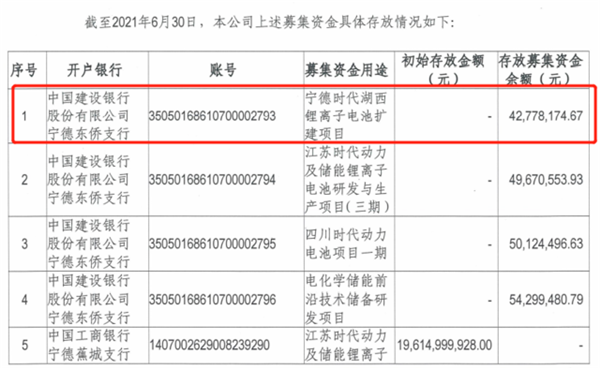 截至2021年6月30日，本公司上述募集资金具体存放情况如下：
序号 开户银行 账号 募集资金用途 初始存放金额（元） 存放募集资金余额（元）
1 中国建设银行股份有限公司宁德东侨支行 35050168610700002793 宁德时代湖西锂离子电池扩建项目 - 42,778,174.67
2 中国建设银行股份有限公司宁德东侨支行 35050168610700002794 江苏时代动力及储能锂离子电池研发与生产项目(三期) - 49,670,553.93
3 中国建设银行股份有限公司宁德东侨支行 35050168610700002795 四川时代动力电池项目一期 - 50,124,496.63
4 中国建设银行股份有限公司宁德东侨支行 35050168610700002796 电化学储能前沿技术储备研发项目 - 54,299,480.79
5 中国工商银行宁德蕉城支行 1407002629008239290 江苏时代动力及储能锂离子 19,614,999,928.00 -